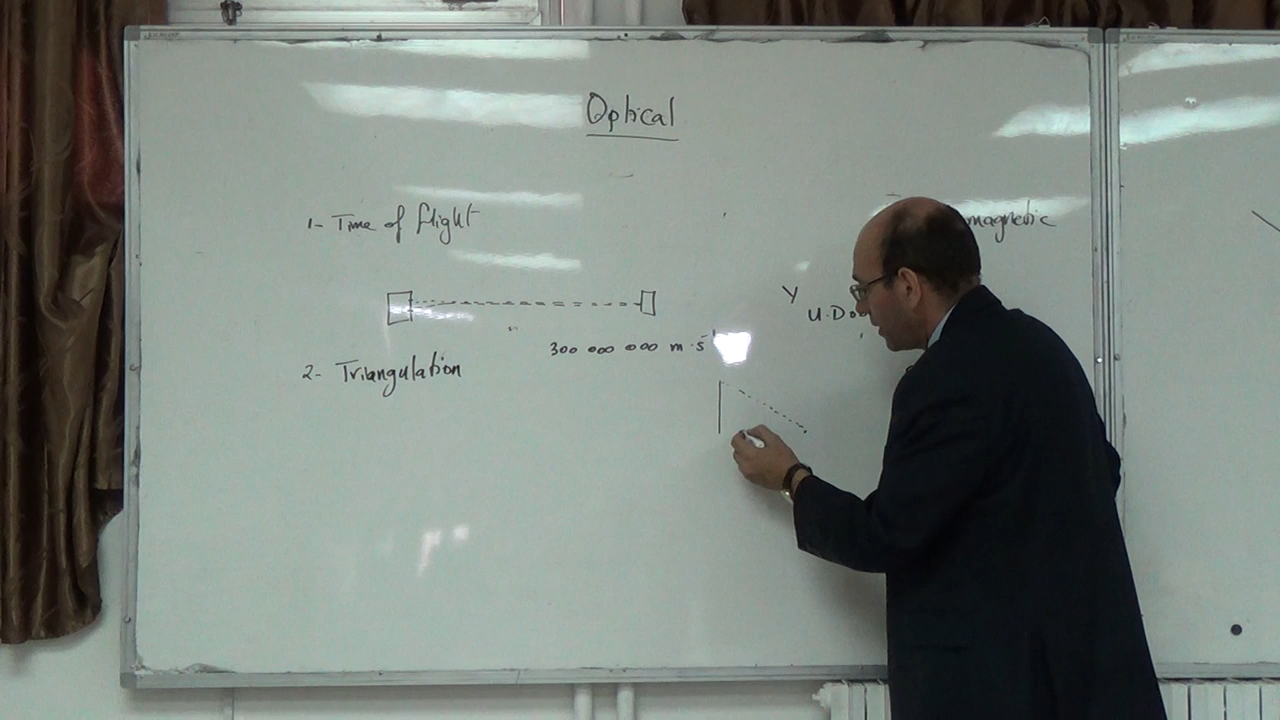 Optical
1- Time of flight
magnetic
Y
300 000 000 m·s⁻¹
2- Triangulation